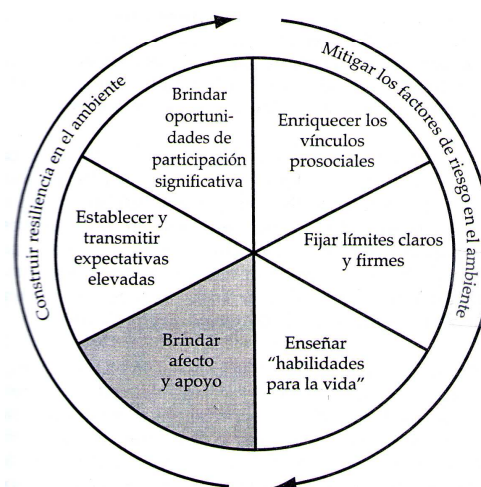 Construir resiliencia en el ambiente
Mitigar los factores de riesgo en el ambiente
Brindar
oportuni-
dades de
participación
significativa
Enriquecer los
vínculos
prosociales
Establecer y
transmitir
expectativas
elevadas
Fijar límites claros
y firmes
Brindar
afecto
y apoyo
Enseñar
“habilidades
para la vida”